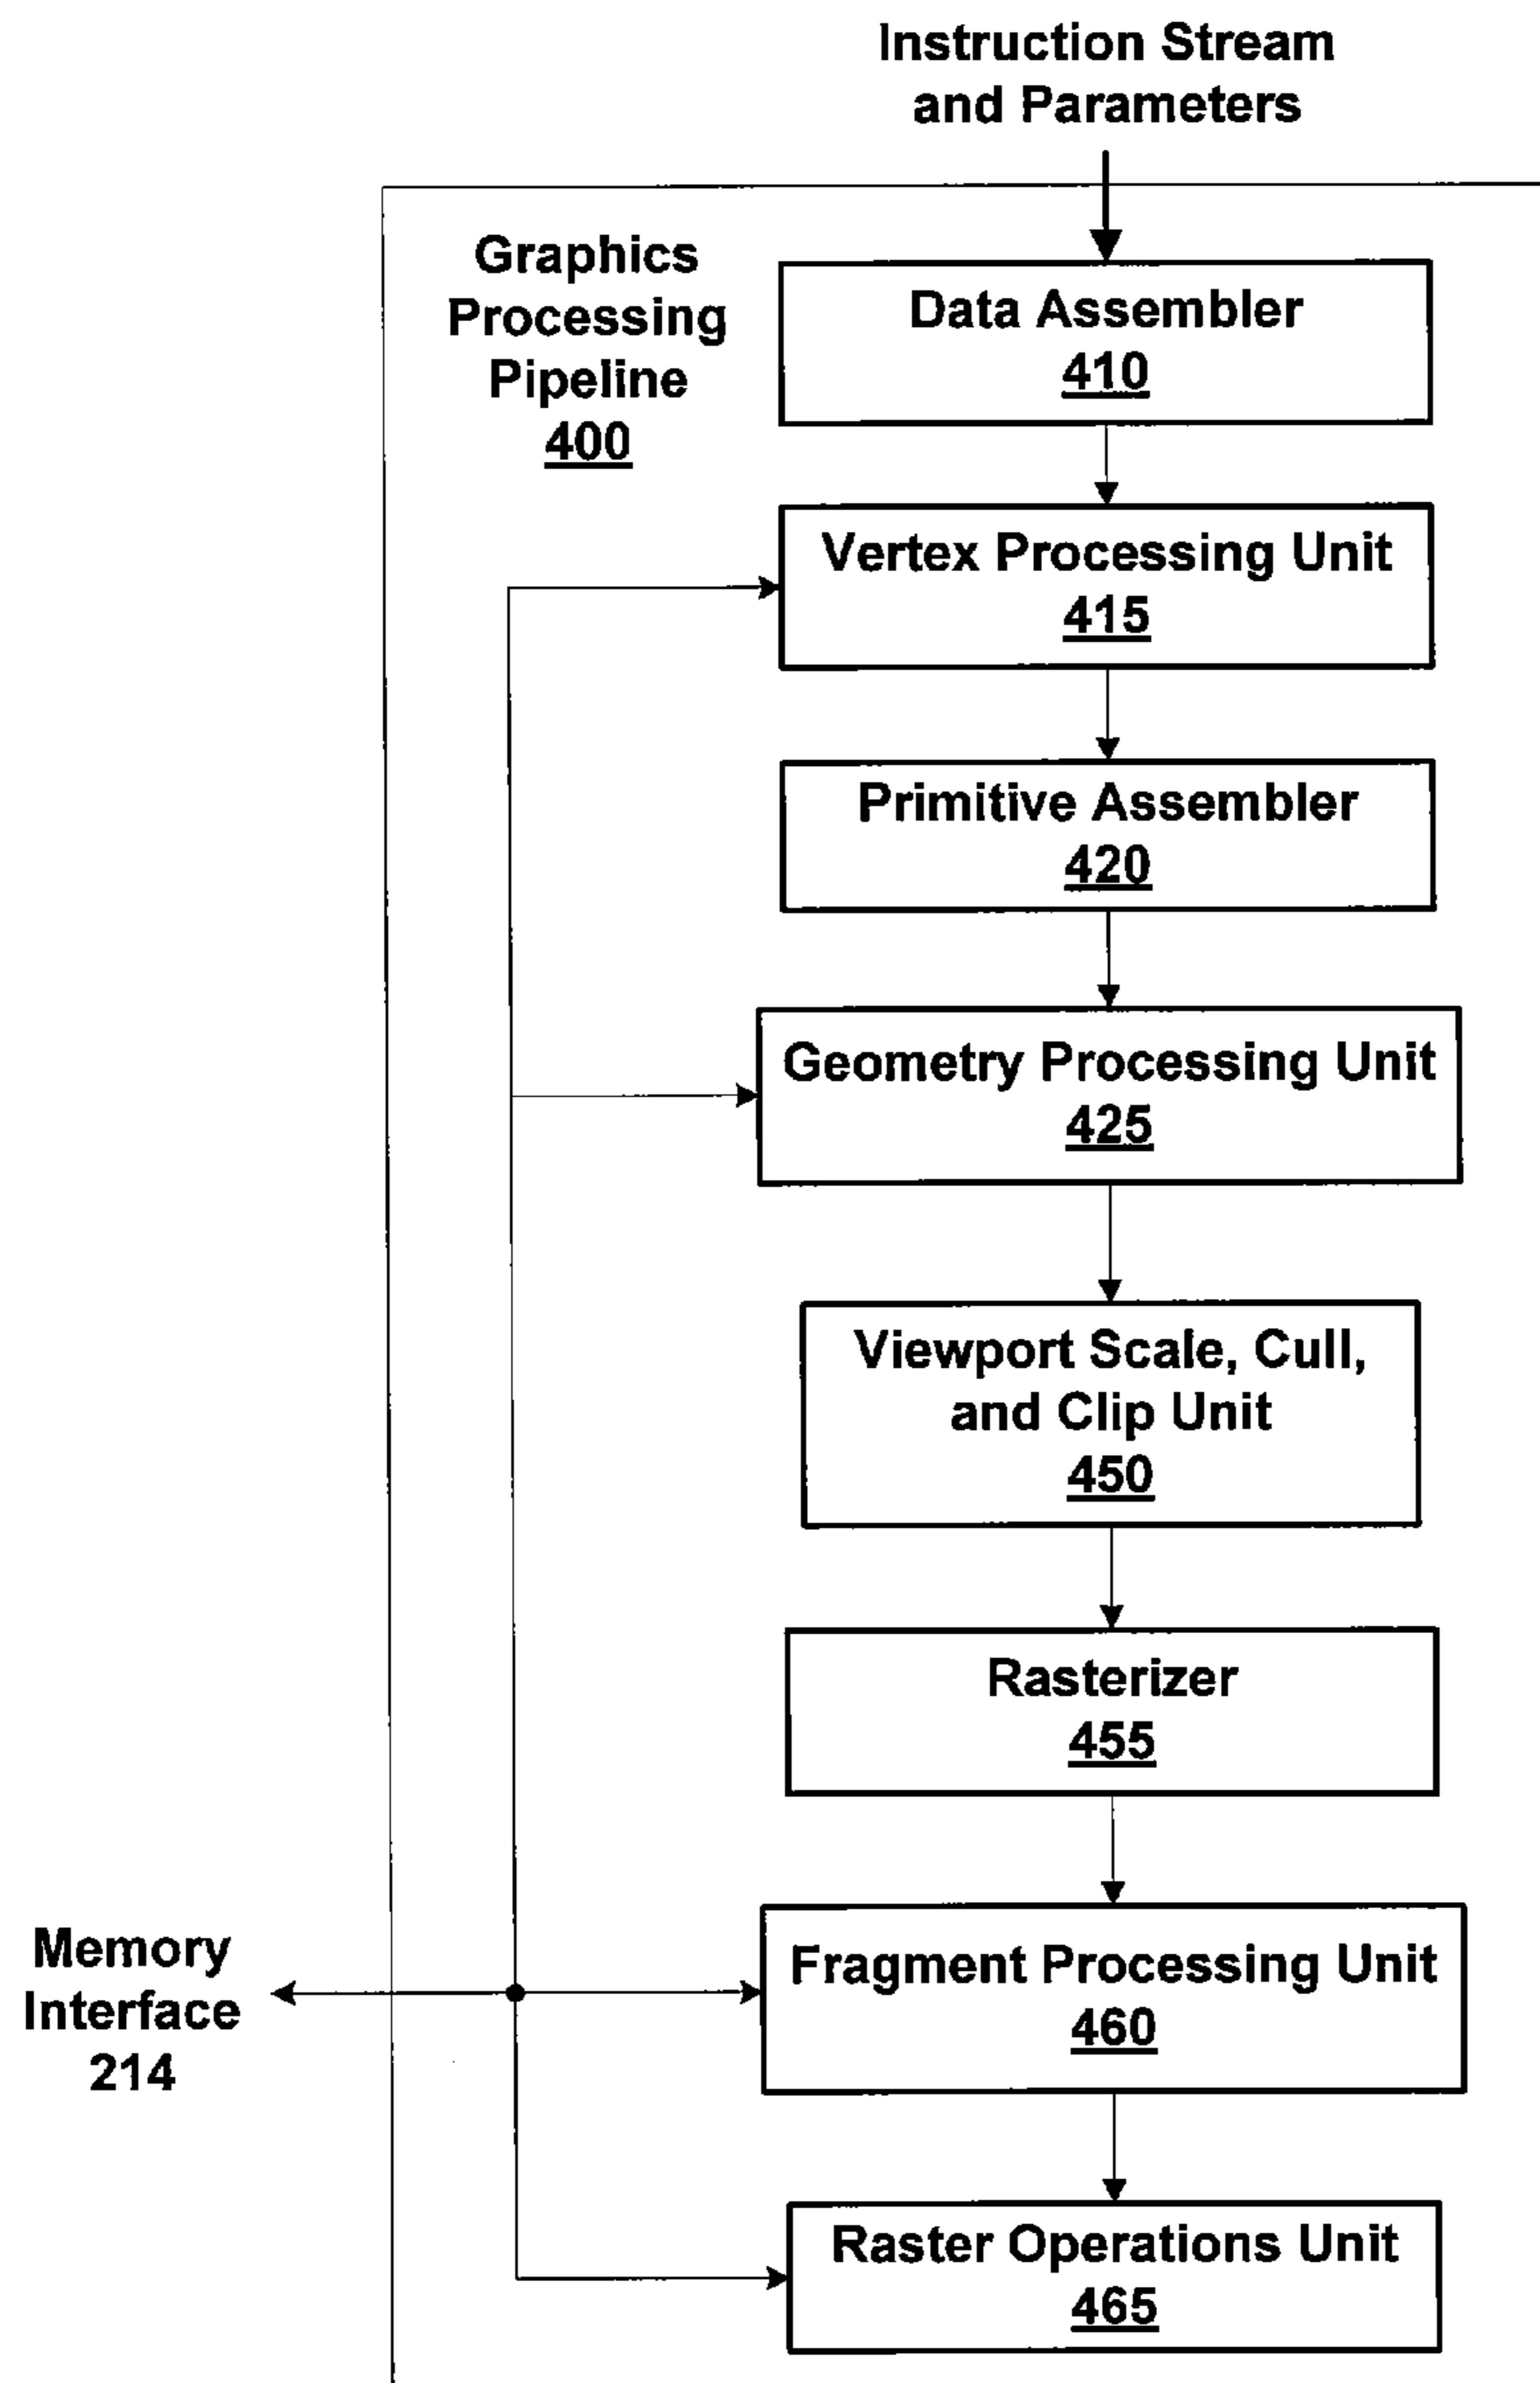 Instruction Stream
and Parameters
Graphics
Processing
Pipeline
400
Data Assembler
410
Vertex Processing Unit
415
Primitive Assembler
420
Geometry Processing Unit
425
Viewport Scale, Cull,
and Clip Unit
450
Rasterizer
455
Memory
Interface
214
Fragment Processing Unit
460
Raster Operations Unit
465